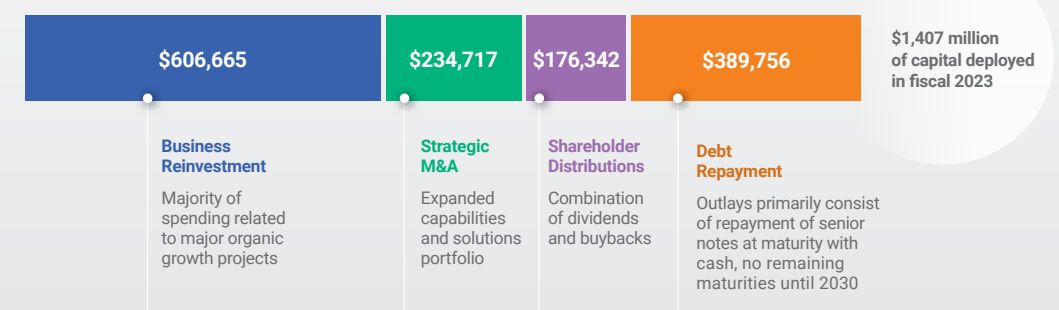 $606,665
$234,717
$176,342
$389,756
$1,407 million
of capital deployed
in fiscal 2023
Business
Reinvestment
Majority of
spending related
to major organic
growth projects
Strategic
M&A
Expanded
capabilities
and solutions
portfolio
Shareholder
Distributions
Combination
of dividends
and buybacks
Debt
Repayment
Outlays primarily consist
of repayment of senior
notes at maturity with
cash, no remaining
maturities until 2030